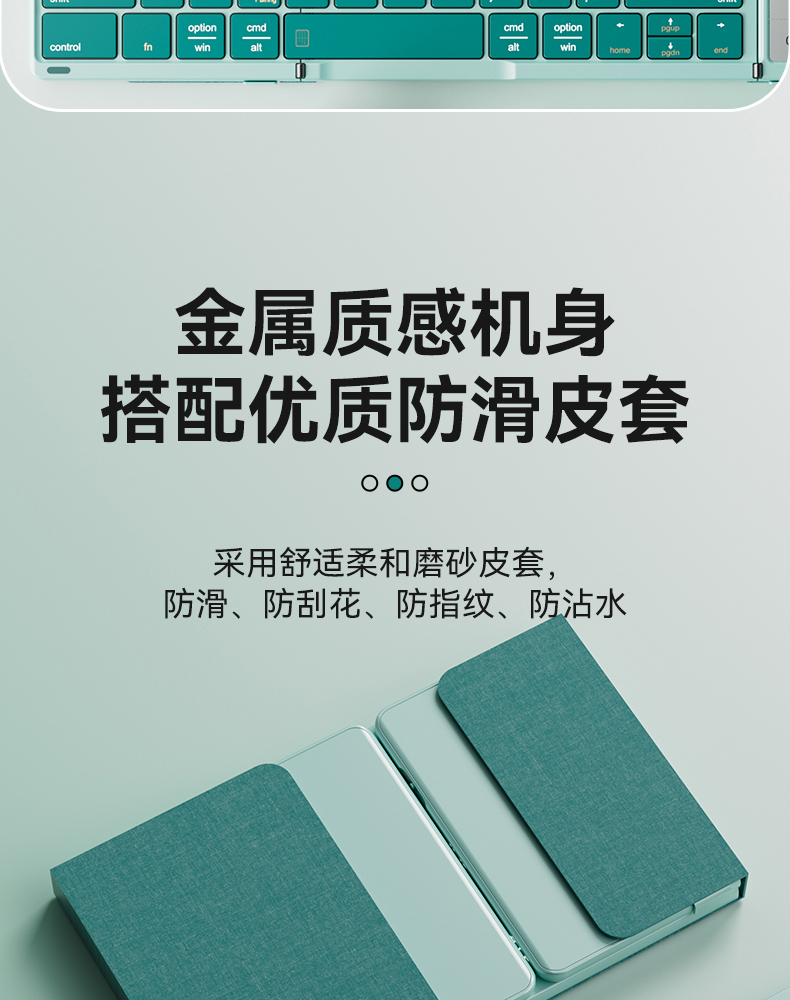 control fn option win cmd alt cmd alt option win home pgup pgdn end
金属质感机身
搭配优质防滑皮套
采用舒适柔和磨砂皮套，
防滑、防刮花、防指纹、防沾水